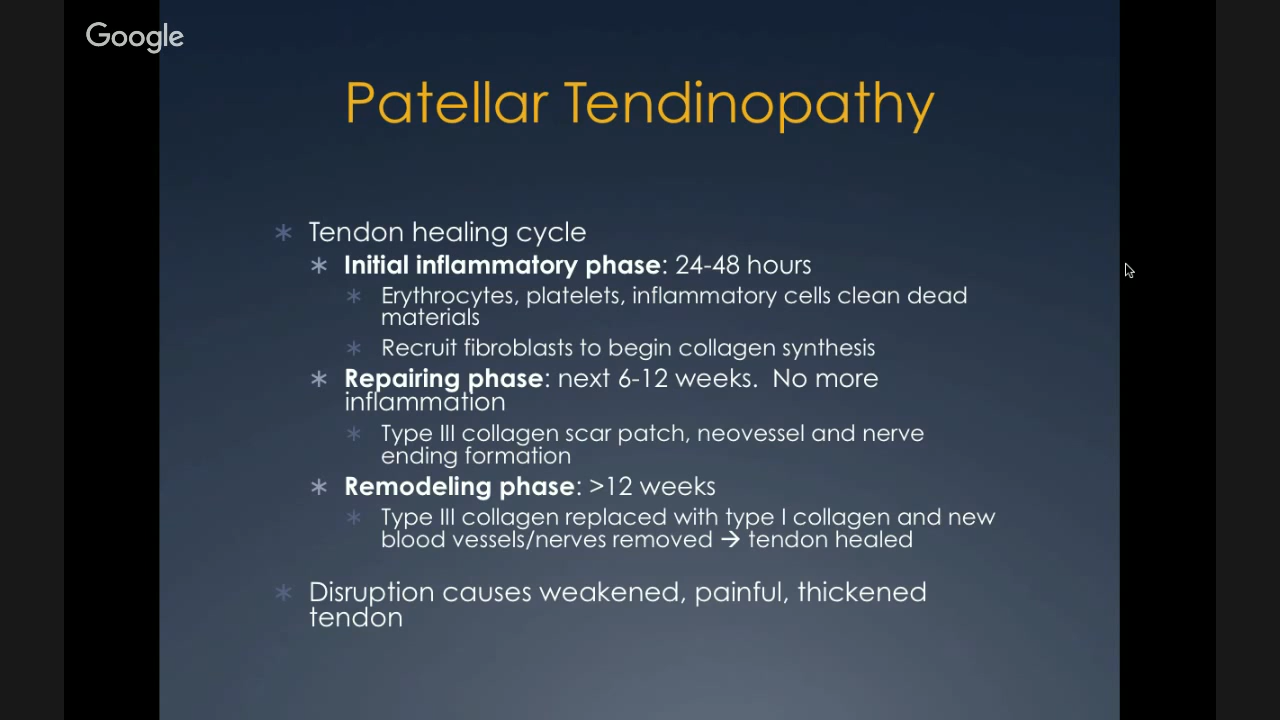 Google
Patellar Tendinopathy
Tendon healing cycle
Initial inflammatory phase: 24-48 hours
Erythrocytes, platelets, inflammatory cells clean dead
materials
Recruit fibroblasts to begin collagen synthesis
Repairing phase: next 6-12 weeks.  No more
inflammation
Type III collagen scar patch, neovessel and nerve
ending formation
Remodeling phase: >12 weeks
Type III collagen replaced with type I collagen and new
blood vessels/nerves removed → tendon healed
Disruption causes weakened, painful, thickened
tendon